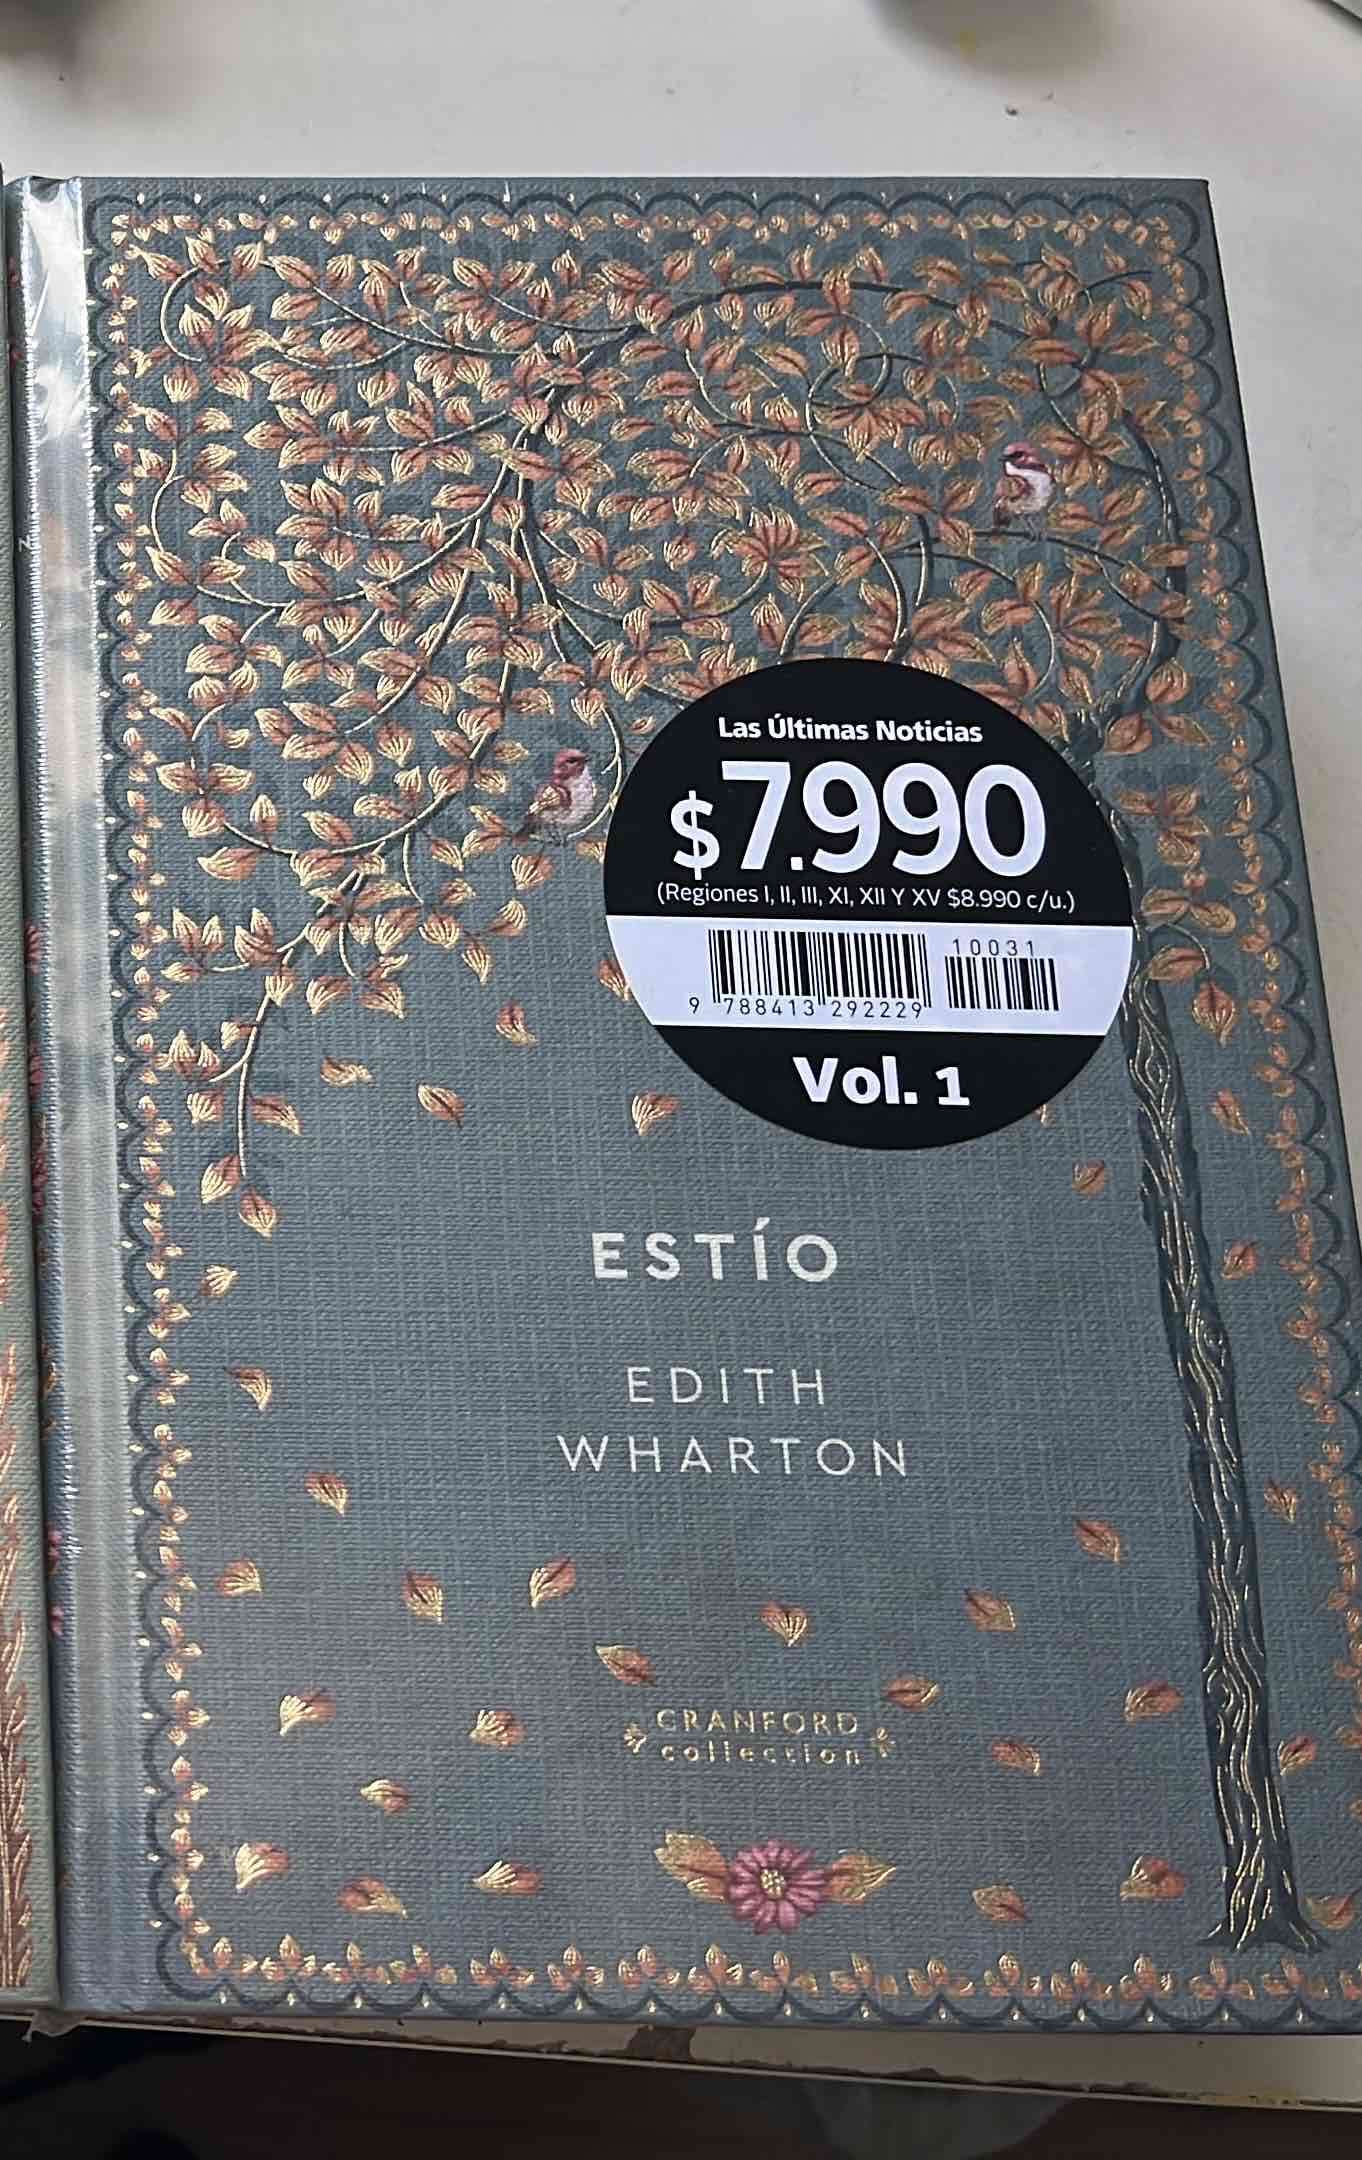 Las Últimas Noticias
$7.990
(Regiones I, II, III, XI, XII Y XV $8.990 c/u.)
10031
9 788413 292229
Vol. 1
ESTÍO
EDITH
WHARTON
CRANFORD
collection